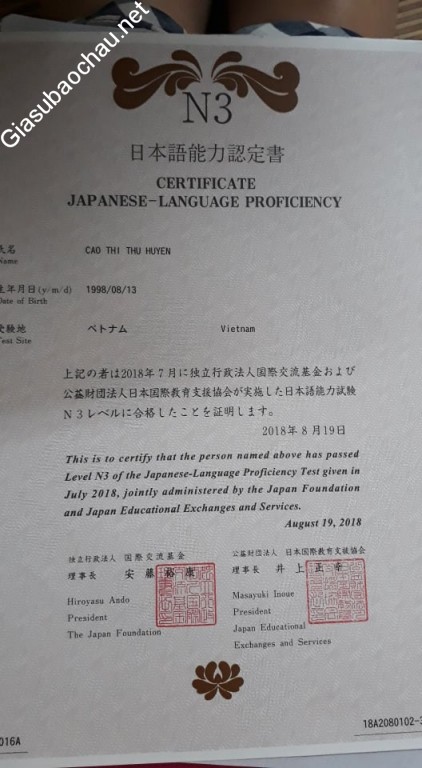 Giasubaochau.net
N3
日本語能力認定書
CERTIFICATE
JAPANESE-LANGUAGE PROFICIENCY
氏名 CAO THI THU HUYEN
Name
生年月日(y/m/d) 1998/08/13
Date of Birth
受験地 ベトナム Vietnam
Test Site
上記の者は2018年7月に独立行政法人国際交流基金および
公益財団法人日本国際教育支援協会が実施した日本語能力試験
N3レベルに合格したことを証明します。
2018年8月19日
This is to certify that the person named above has passed
Level N3 of the Japanese-Language Proficiency Test given in
July 2018, jointly administered by the Japan Foundation
and Japan Educational Exchanges and Services.
August 19, 2018
独立行政法人 国際交流基金
理事長 安藤裕康
Hiroyasu Ando
President
The Japan Foundation
公益財団法人 日本国際教育支援協会
理事長 井上正幸
Masayuki Inoue
President
Japan Educational
Exchanges and Services
016A
18A2080102-3